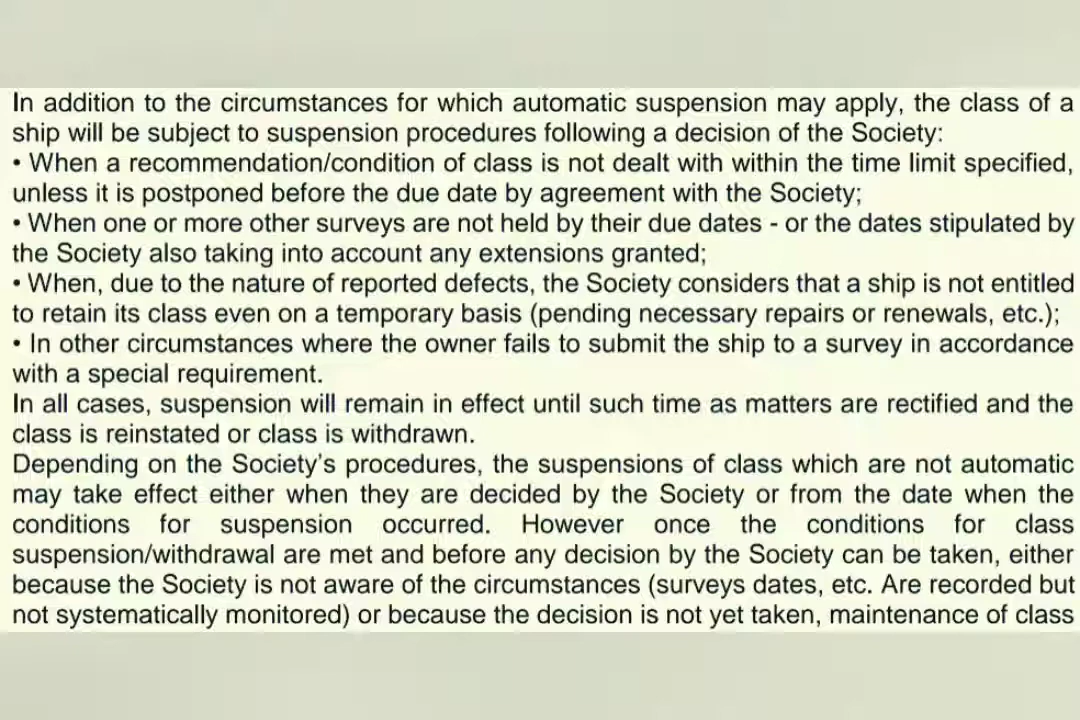 In addition to the circumstances for which automatic suspension may apply, the class of a
ship will be subject to suspension procedures following a decision of the Society:
• When a recommendation/condition of class is not dealt with within the time limit specified,
unless it is postponed before the due date by agreement with the Society;
• When one or more other surveys are not held by their due dates - or the dates stipulated by
the Society also taking into account any extensions granted;
• When, due to the nature of reported defects, the Society considers that a ship is not entitled
to retain its class even on a temporary basis (pending necessary repairs or renewals, etc.);
• In other circumstances where the owner fails to submit the ship to a survey in accordance
with a special requirement.
In all cases, suspension will remain in effect until such time as matters are rectified and the
class is reinstated or class is withdrawn.
Depending on the Society’s procedures, the suspensions of class which are not automatic
may take effect either when they are decided by the Society or from the date when the
conditions for suspension occurred. However once the conditions for class
suspension/withdrawal are met and before any decision by the Society can be taken, either
because the Society is not aware of the circumstances (surveys dates, etc. Are recorded but
not systematically monitored) or because the decision is not yet taken, maintenance of class